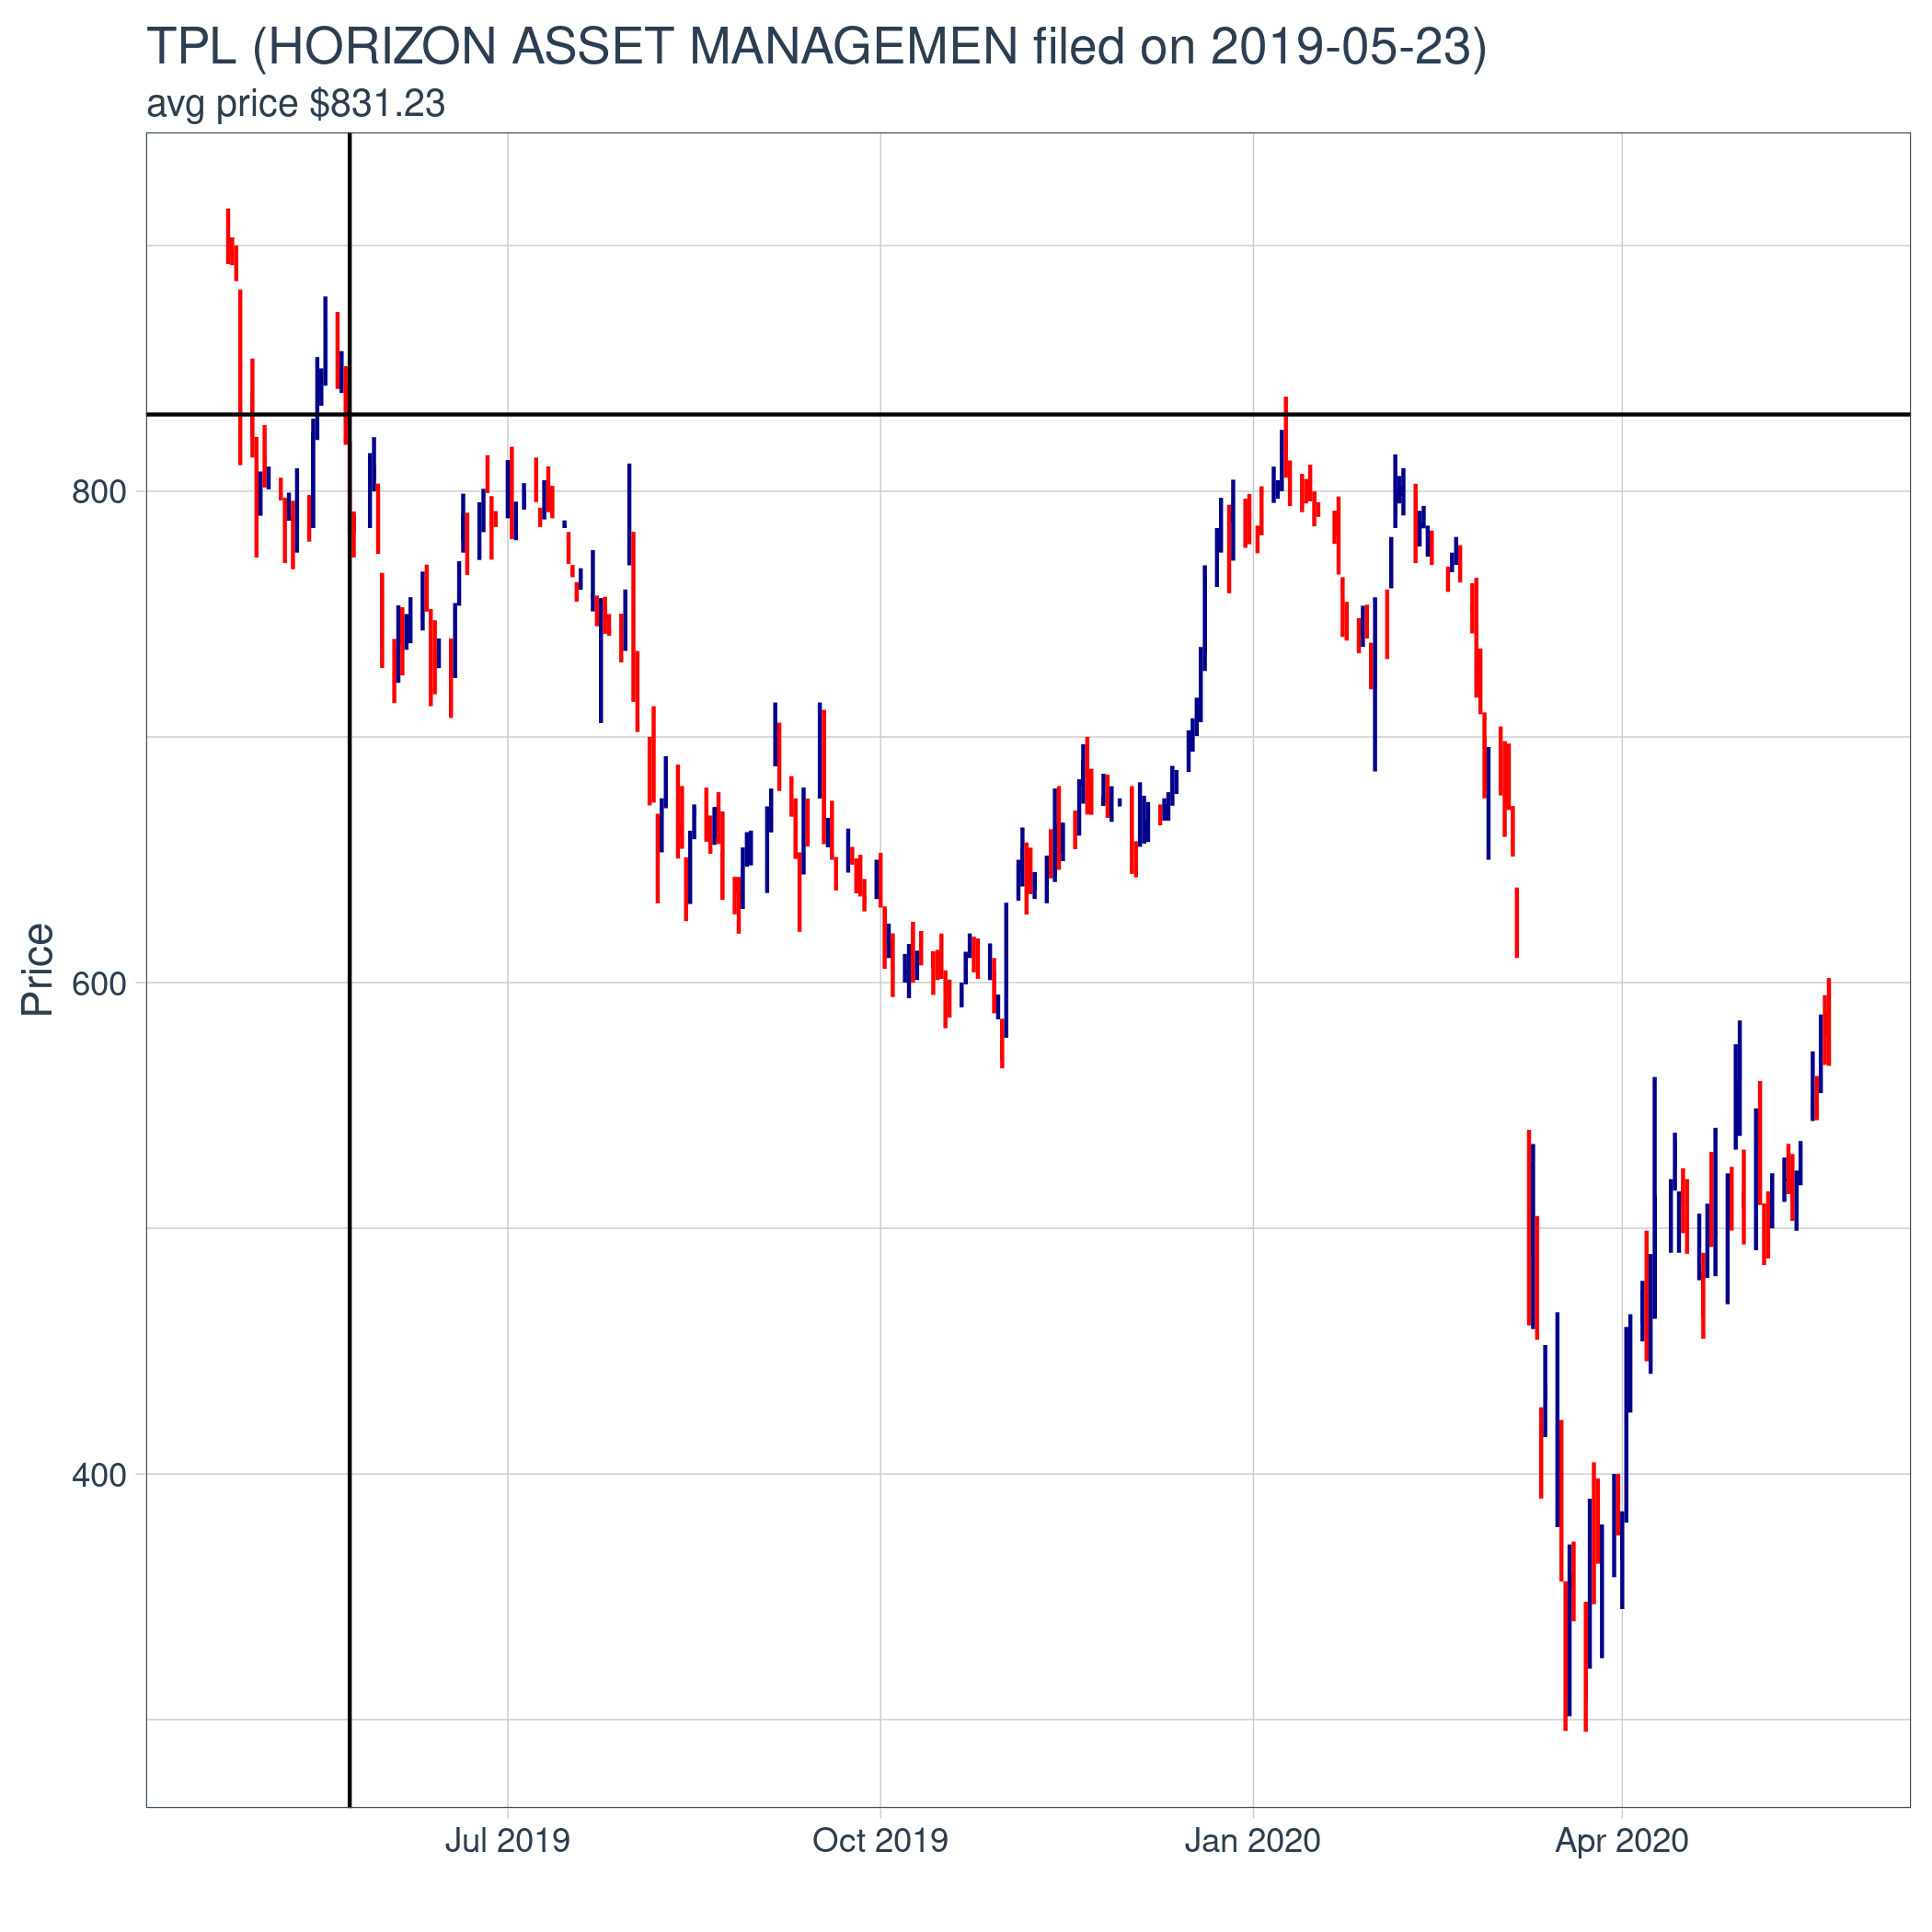 TPL (HORIZON ASSET MANAGEMEN filed on 2019-05-23)
avg price $831.23
Price
800
600
400
Jul 2019
Oct 2019
Jan 2020
Apr 2020